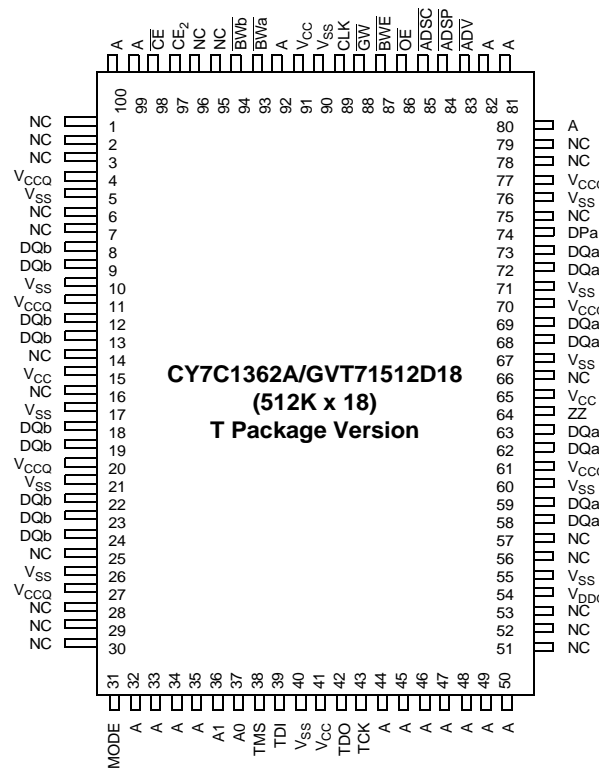 A A CE CE2 NC NC BWb BWa A VCC VSS CLK GW BWE OE ADSC ADSP ADV A A
100 99 98 97 96 95 94 93 92 91 90 89 88 87 86 85 84 83 82 81
NC 1 80 A
NC 2 79 NC
NC 3 78 NC
VCCQ 4 77 VCCQ
VSS 5 76 VSS
NC 6 75 NC
NC 7 74 DPa
DQb 8 73 DQa
DQb 9 72 DQa
VSS 10 71 VSS
VCCQ 11 70 VCCQ
DQb 12 69 DQa
DQb 13 68 DQa
NC 14 67 VSS
VCC 15 66 NC
NC 16 65 VCC
VSS 17 64 ZZ
DQb 18 63 DQa
DQb 19 62 DQa
VCCQ 20 61 VCCQ
VSS 21 60 VSS
DQb 22 59 DQa
DQb 23 58 DQa
DQb 24 57 NC
NC 25 56 NC
VSS 26 55 VSS
VCCQ 27 54 VDDQ
NC 28 53 NC
NC 29 52 NC
NC 30 51 NC
CY7C1362A/GVT71512D18
(512K x 18)
T Package Version
31 32 33 34 35 36 37 38 39 40 41 42 43 44 45 46 47 48 49 50
MODE A A A A A1 A0 TMS TDI VSS VCC TDO TCK A A A A A A A